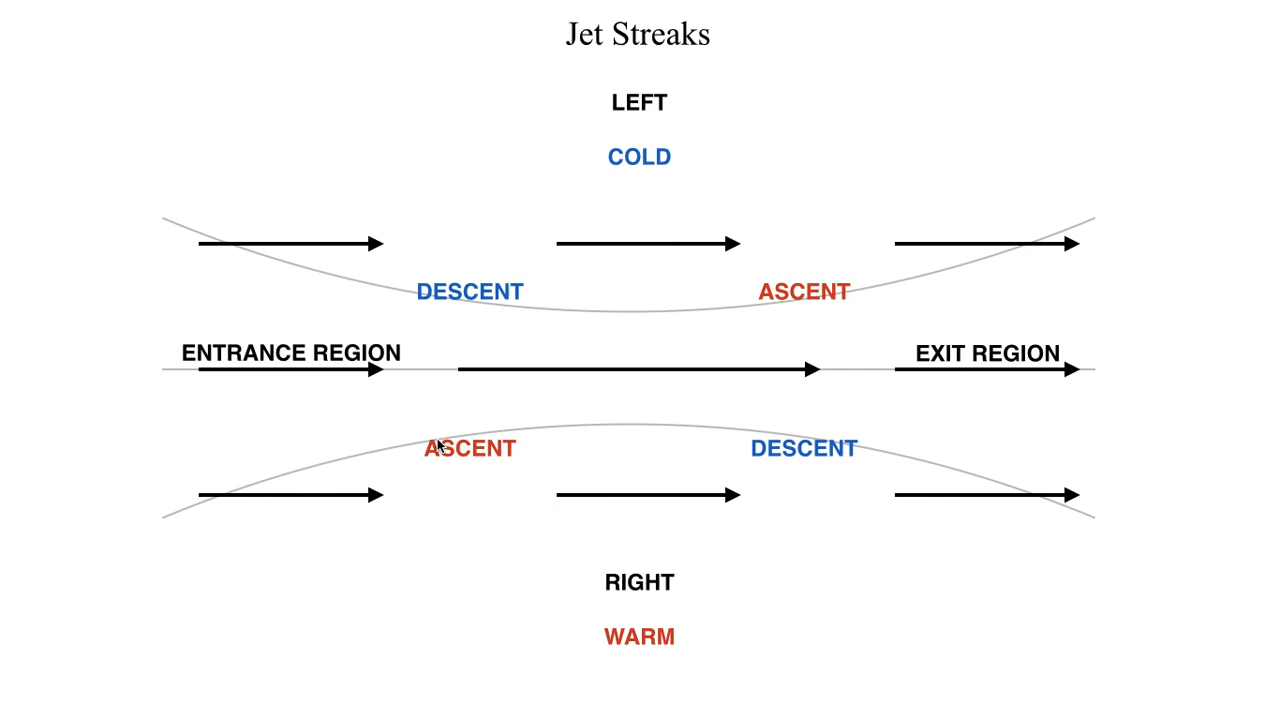 Jet Streaks
LEFT
COLD
DESCENT
ASCENT
ENTRANCE REGION
EXIT REGION
ASCENT
DESCENT
RIGHT
WARM